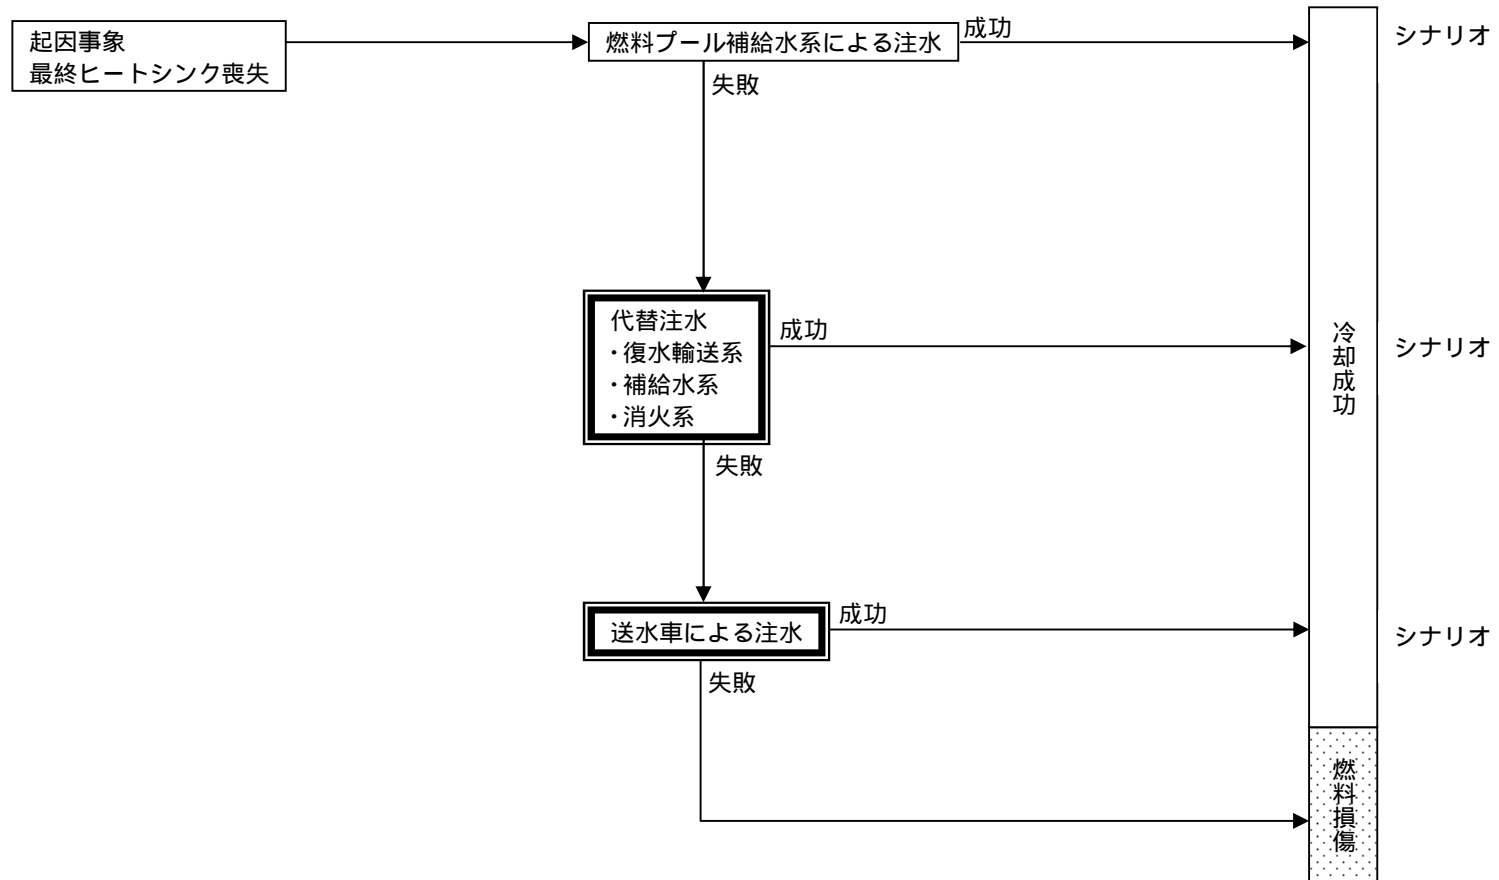 起因事象
最終ヒートシンク喪失
燃料プール補給水系による注水
成功
シナリオ
失敗
代替注水
・復水輸送系
・補給水系
・消火系
成功
シナリオ
冷却成功
失敗
送水車による注水
成功
シナリオ
失敗
燃料損傷